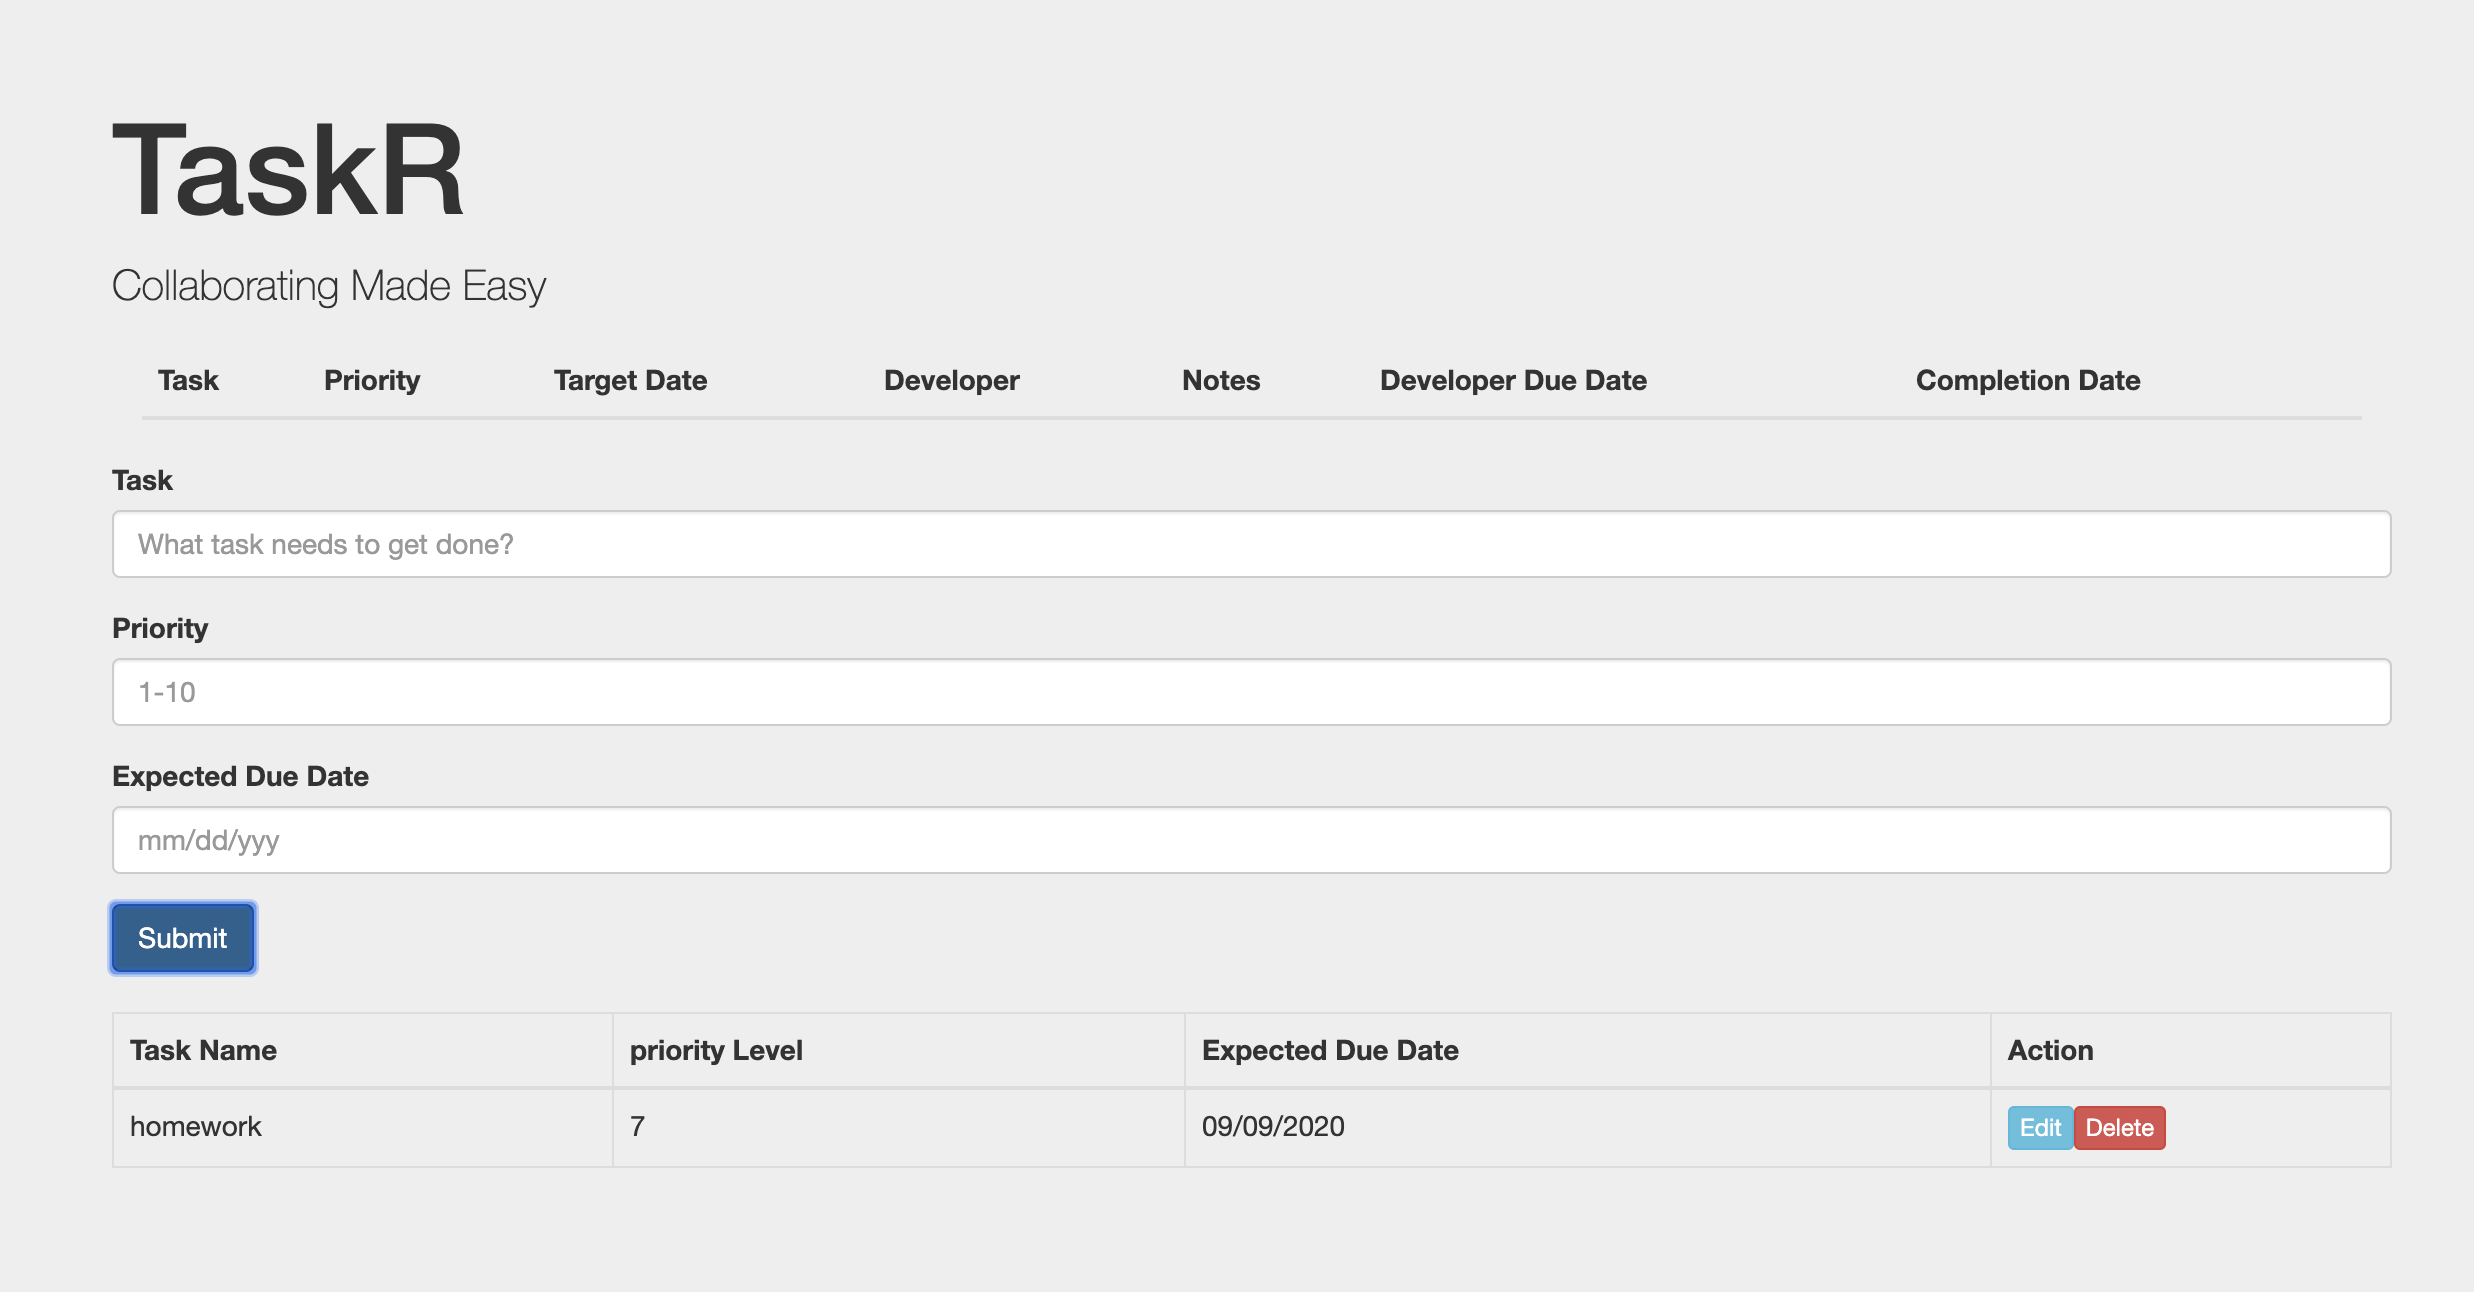 TaskR
Collaborating Made Easy
Task Priority Target Date Developer Notes Developer Due Date Completion Date
Task
What task needs to get done?
Priority
1-10
Expected Due Date
mm/dd/yyy
Submit
Task Name priority Level Expected Due Date Action
homework 7 09/09/2020 Edit Delete